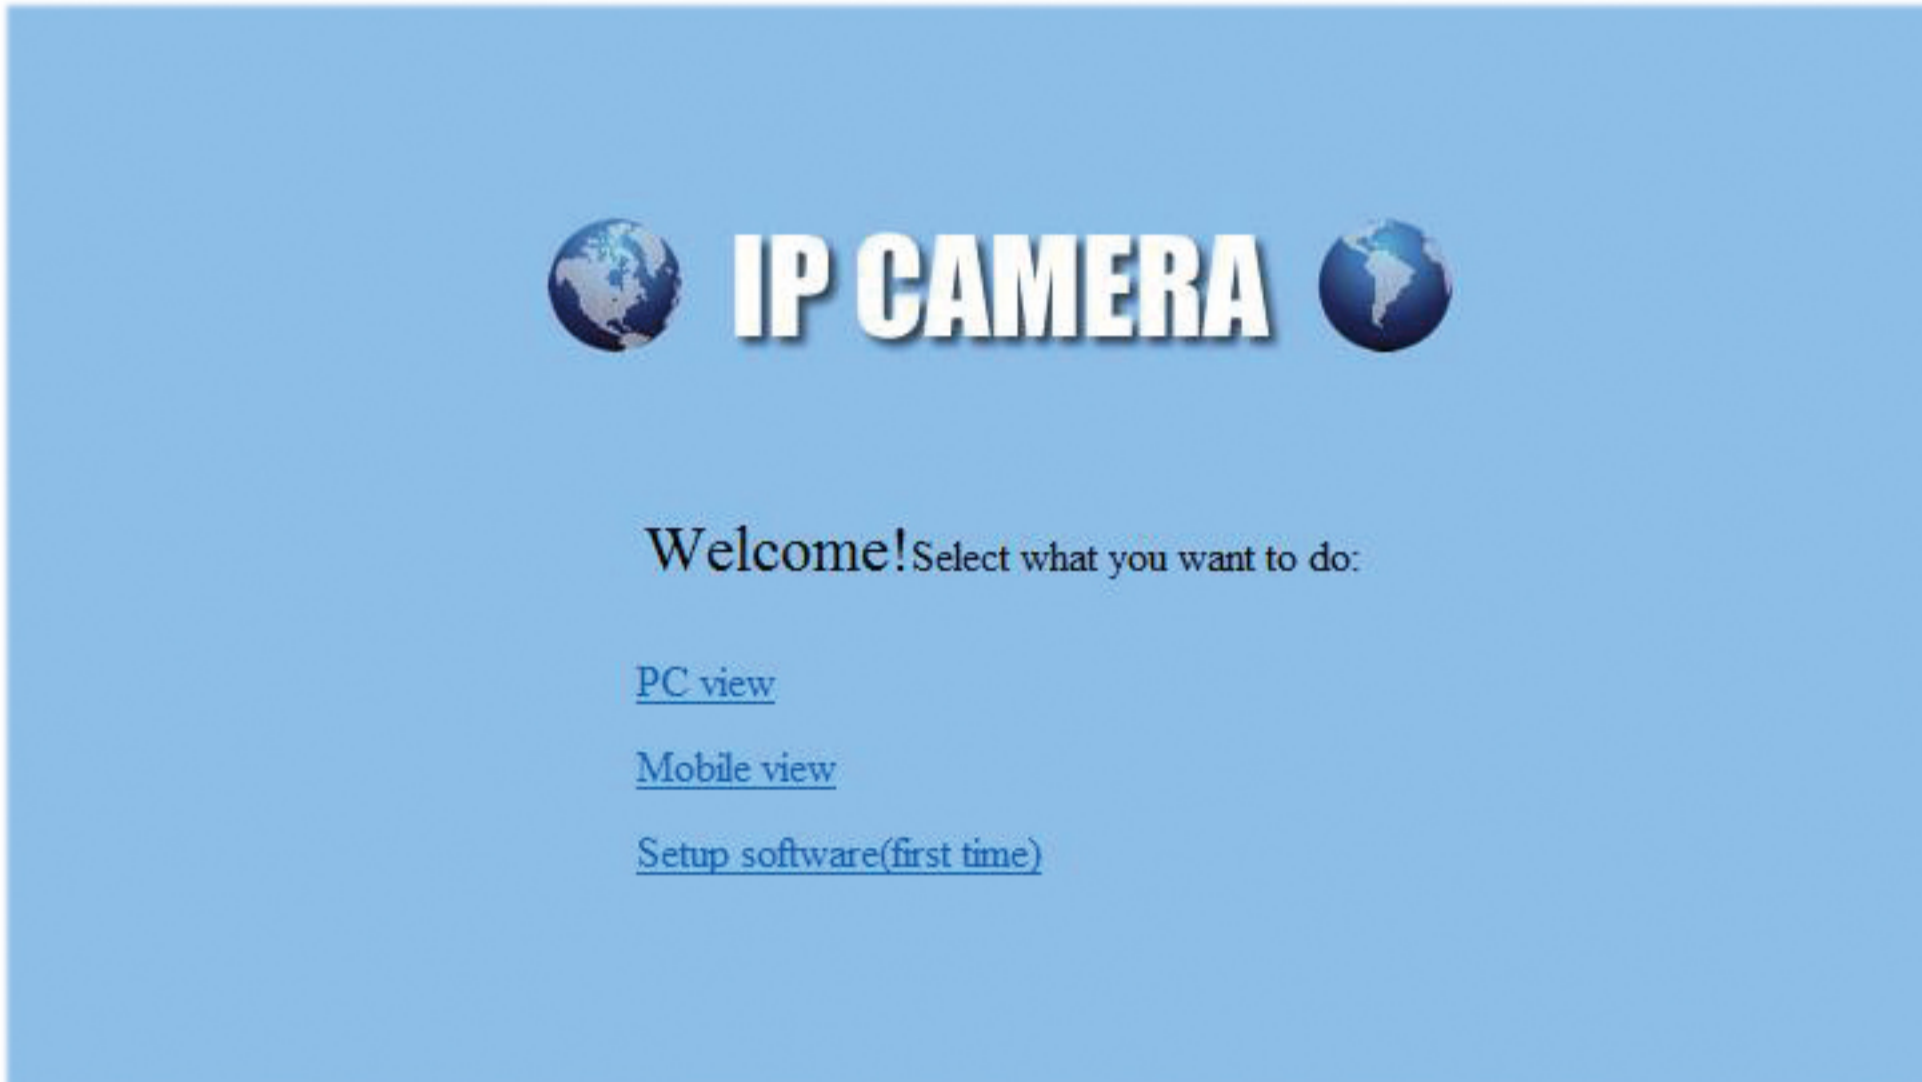 IP CAMERA
Welcome!Select what you want to do:
PC view
Mobile view
Setup software(first time)